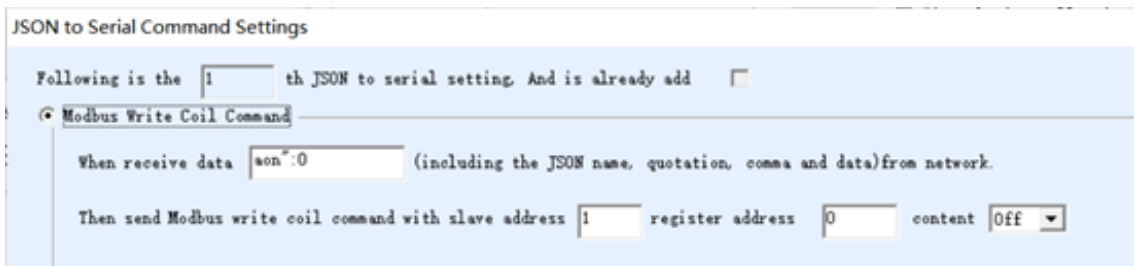 JSON to Serial Command Settings
Following is the 1 th JSON to serial setting, And is already add
Modbus Write Coil Command
When receive data aon":0 (including the JSON name, quotation, comma and data)from network.
Then send Modbus write coil command with slave address 1 register address 0 content Off